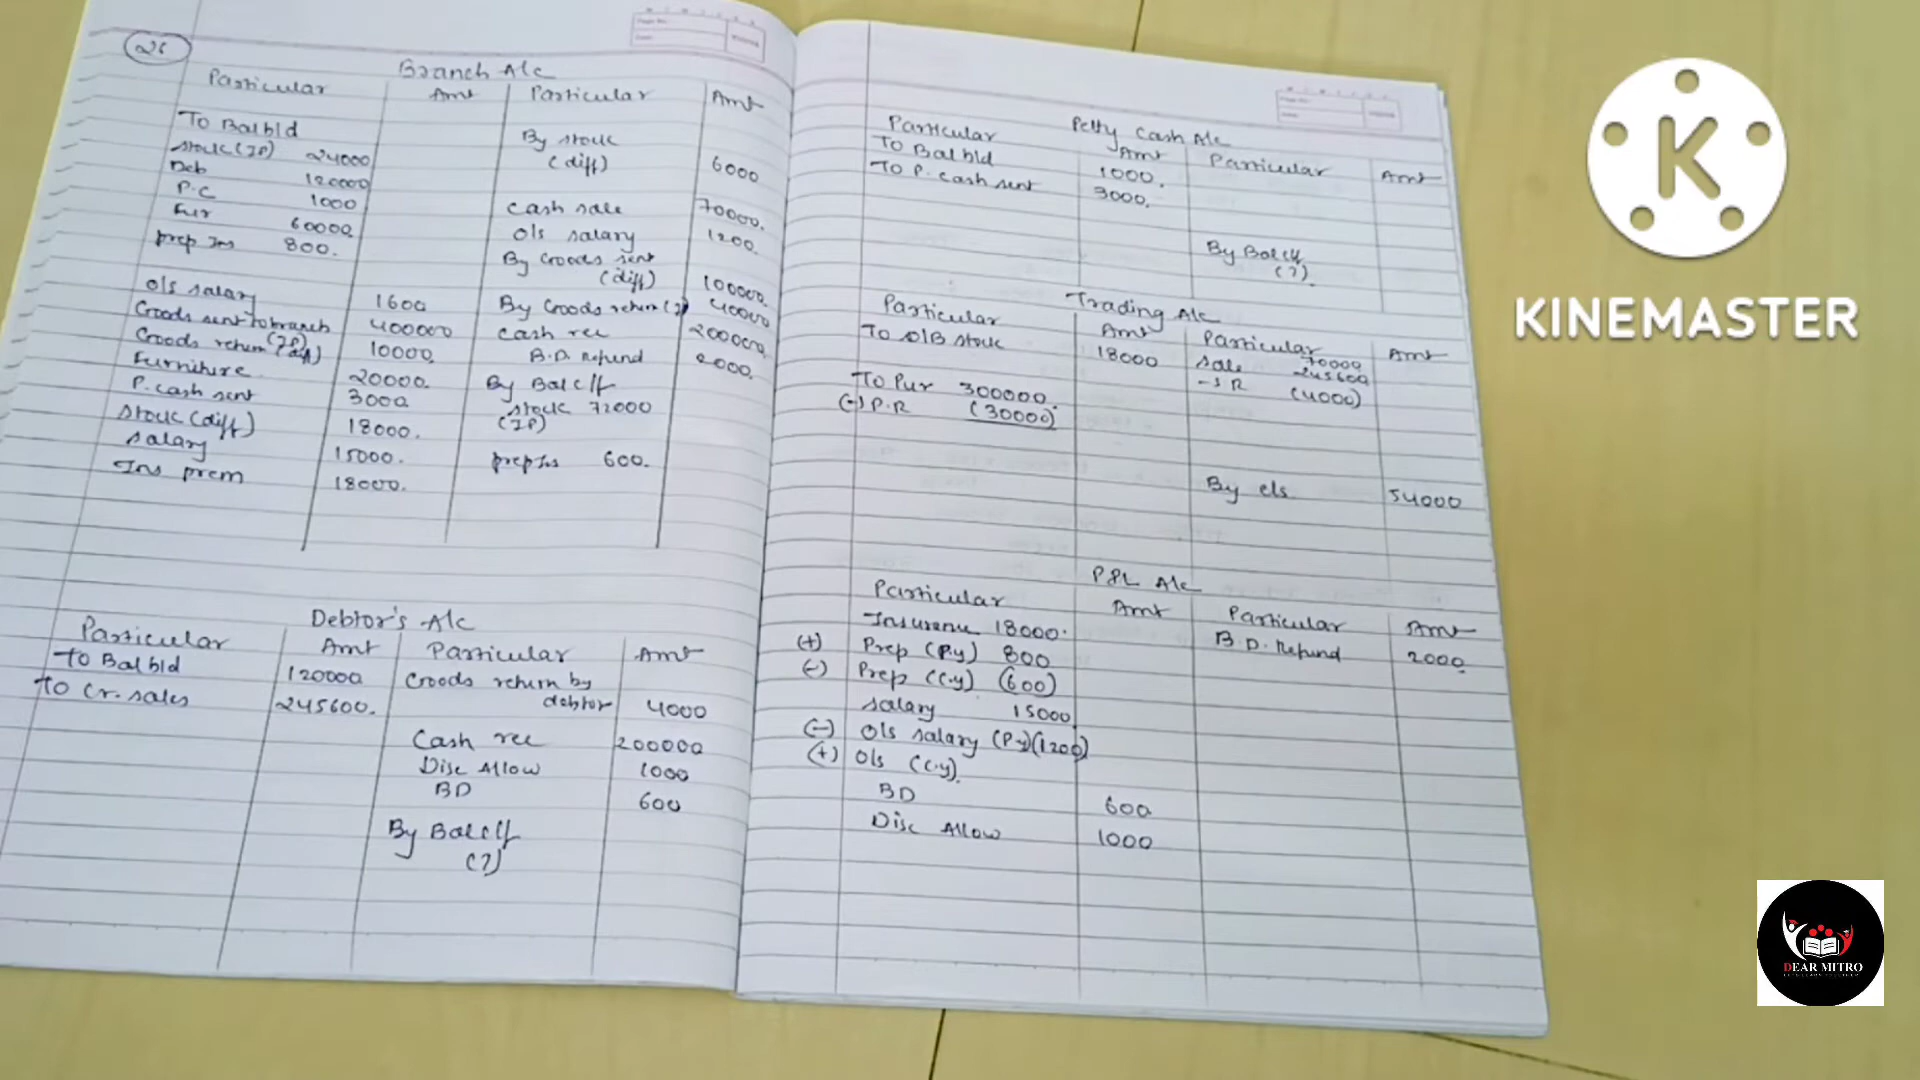 26
Branch A/c
Particular Amt Particular Amt
To Bal b/d By stock
Stock (IP) 24000 (diff) 6000
Deb 120000
P.C 1000 Cash sale 70000.
Fur 60000 O/s salary 1200.
prep Ins 800. By Goods sent
(diff) 100000
O/s salary 1600 By Goods return (IP) 40000
Goods sent to branch (IP) 400000 Cash rec 200000
Goods return (diff) 10000. B.D. Refund 2000.
Furniture 20000. By Bal c/f
P. cash sent 3000 stock 72000
Stock (diff) 18000. (IP)
salary 15000. prep Ins 600.
Ins prem 18000.
Debtor's A/c
Particular Amt Particular Amt
To Bal b/d 120000 Goods return by
To Cr. sales 245600. debtor 4000
Cash rec 200000
Disc Allow 1000
BD 600
By Bal c/f
(?)
Petty Cash A/c
Particular Amt Particular Amt
To Bal b/d 1000.
To P. cash sent 3000.
By Bal c/f
(?)
Trading A/c
Particular Amt Particular Amt
To O/B stock 18000 sale 70000
245600
- S R (4000)
To Pur 300000.
(-) P.R (30000)
By c/s 54000
P&L A/c
Particular Amt Particular Amt
Insurenu 18000. B.D. Refund 2000.
(+) Prep (P.y) 800
(-) Prep (C.y) (600)
salary 15000
(-) O/s salary (P.y) (1200)
(+) O/s (C.y).
BD 600
Disc Allow 1000
K
KINEMASTER
DEAR MITRO